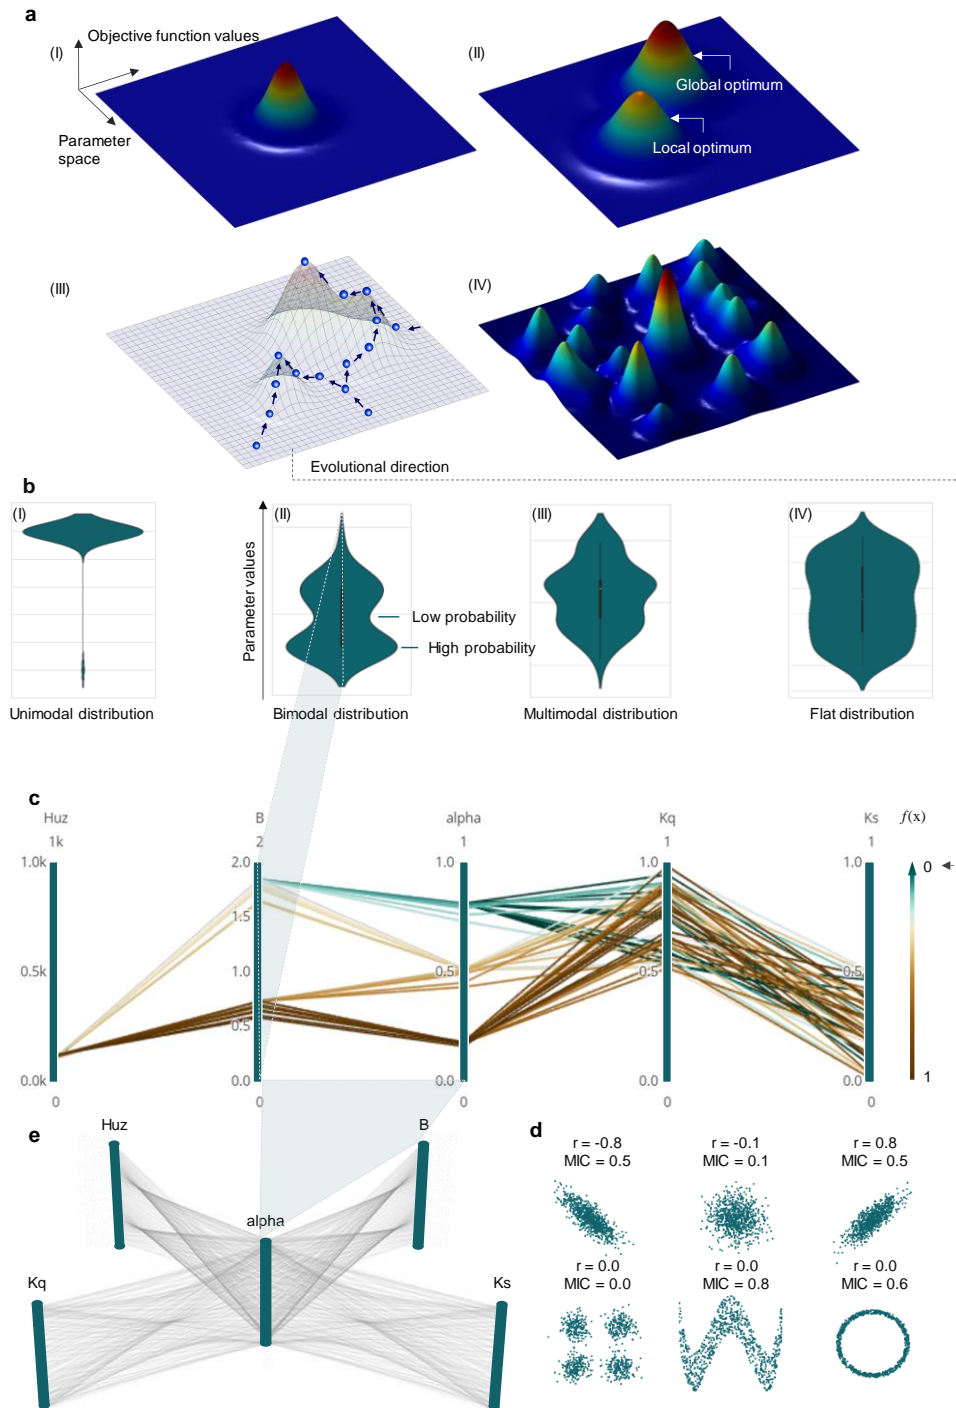 a
(I)
Objective function values
Parameter
space
(II)
Global optimum
Local optimum
(III)
(IV)
Evolutional direction
b
(I)
Unimodal distribution
Parameter values
(II)
Low probability
High probability
Bimodal distribution
(III)
Multimodal distribution
(IV)
Flat distribution
c
Huz B alpha Kq Ks f(x)
1k 2 1 1 1
1.0k 2.0 1.0 1.0 1.0 0
1.5
0.5k 1.0 0.5 0.5 0.5
0.5
0.0k 0.0 0.0 0.0 0.0 1
0 0 0 0 0
e
Huz B
alpha
Kq Ks
d
r = -0.8 r = -0.1 r = 0.8
MIC = 0.5 MIC = 0.1 MIC = 0.5
r = 0.0 r = 0.0 r = 0.0
MIC = 0.0 MIC = 0.8 MIC = 0.6